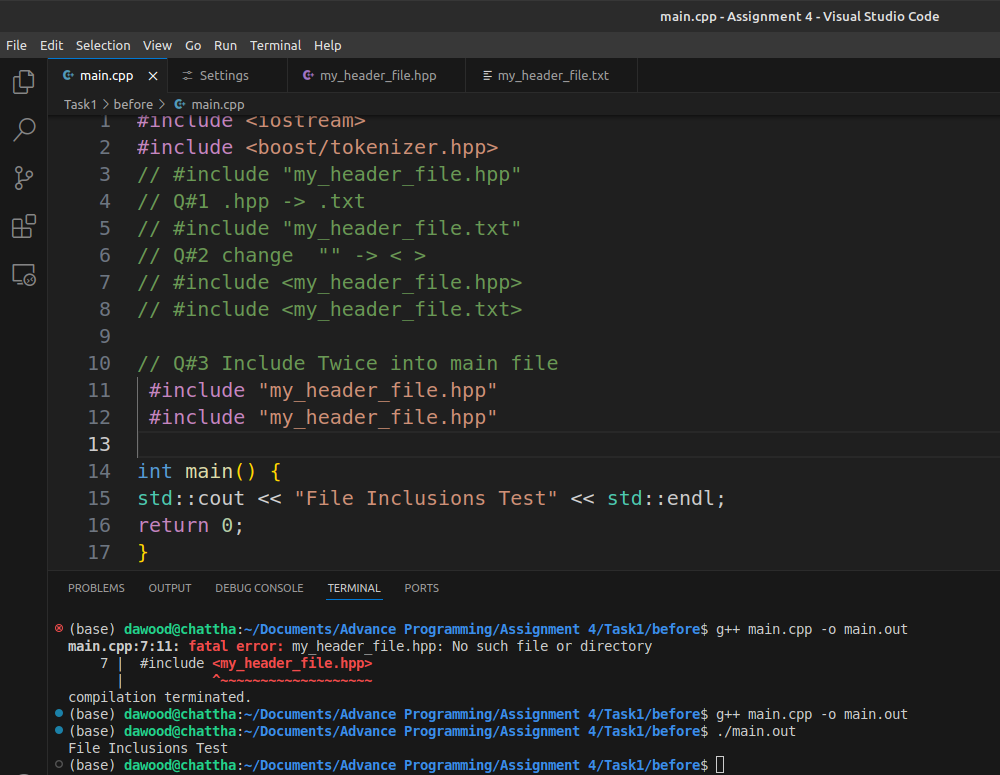 main.cpp - Assignment 4 - Visual Studio Code
File Edit Selection View Go Run Terminal Help
main.cpp Settings my_header_file.hpp my_header_file.txt
Task1 > before > main.cpp
1 #include <iostream>
2 #include <boost/tokenizer.hpp>
3 // #include "my_header_file.hpp"
4 // Q#1 .hpp -> .txt
5 // #include "my_header_file.txt"
6 // Q#2 change  "" -> < >
7 // #include <my_header_file.hpp>
8 // #include <my_header_file.txt>
9
10 // Q#3 Include Twice into main file
11  #include "my_header_file.hpp"
12  #include "my_header_file.hpp"
13
14 int main() {
15 std::cout << "File Inclusions Test" << std::endl;
16 return 0;
17 }
PROBLEMS OUTPUT DEBUG CONSOLE TERMINAL PORTS
(base) dawood@chattha:~/Documents/Advance Programming/Assignment 4/Task1/before$ g++ main.cpp -o main.out
main.cpp:7:11: fatal error: my_header_file.hpp: No such file or directory
7 |  #include <my_header_file.hpp>
|           ^~~~~~~~~~~~~~~~~~~~
compilation terminated.
(base) dawood@chattha:~/Documents/Advance Programming/Assignment 4/Task1/before$ g++ main.cpp -o main.out
(base) dawood@chattha:~/Documents/Advance Programming/Assignment 4/Task1/before$ ./main.out
File Inclusions Test
(base) dawood@chattha:~/Documents/Advance Programming/Assignment 4/Task1/before$